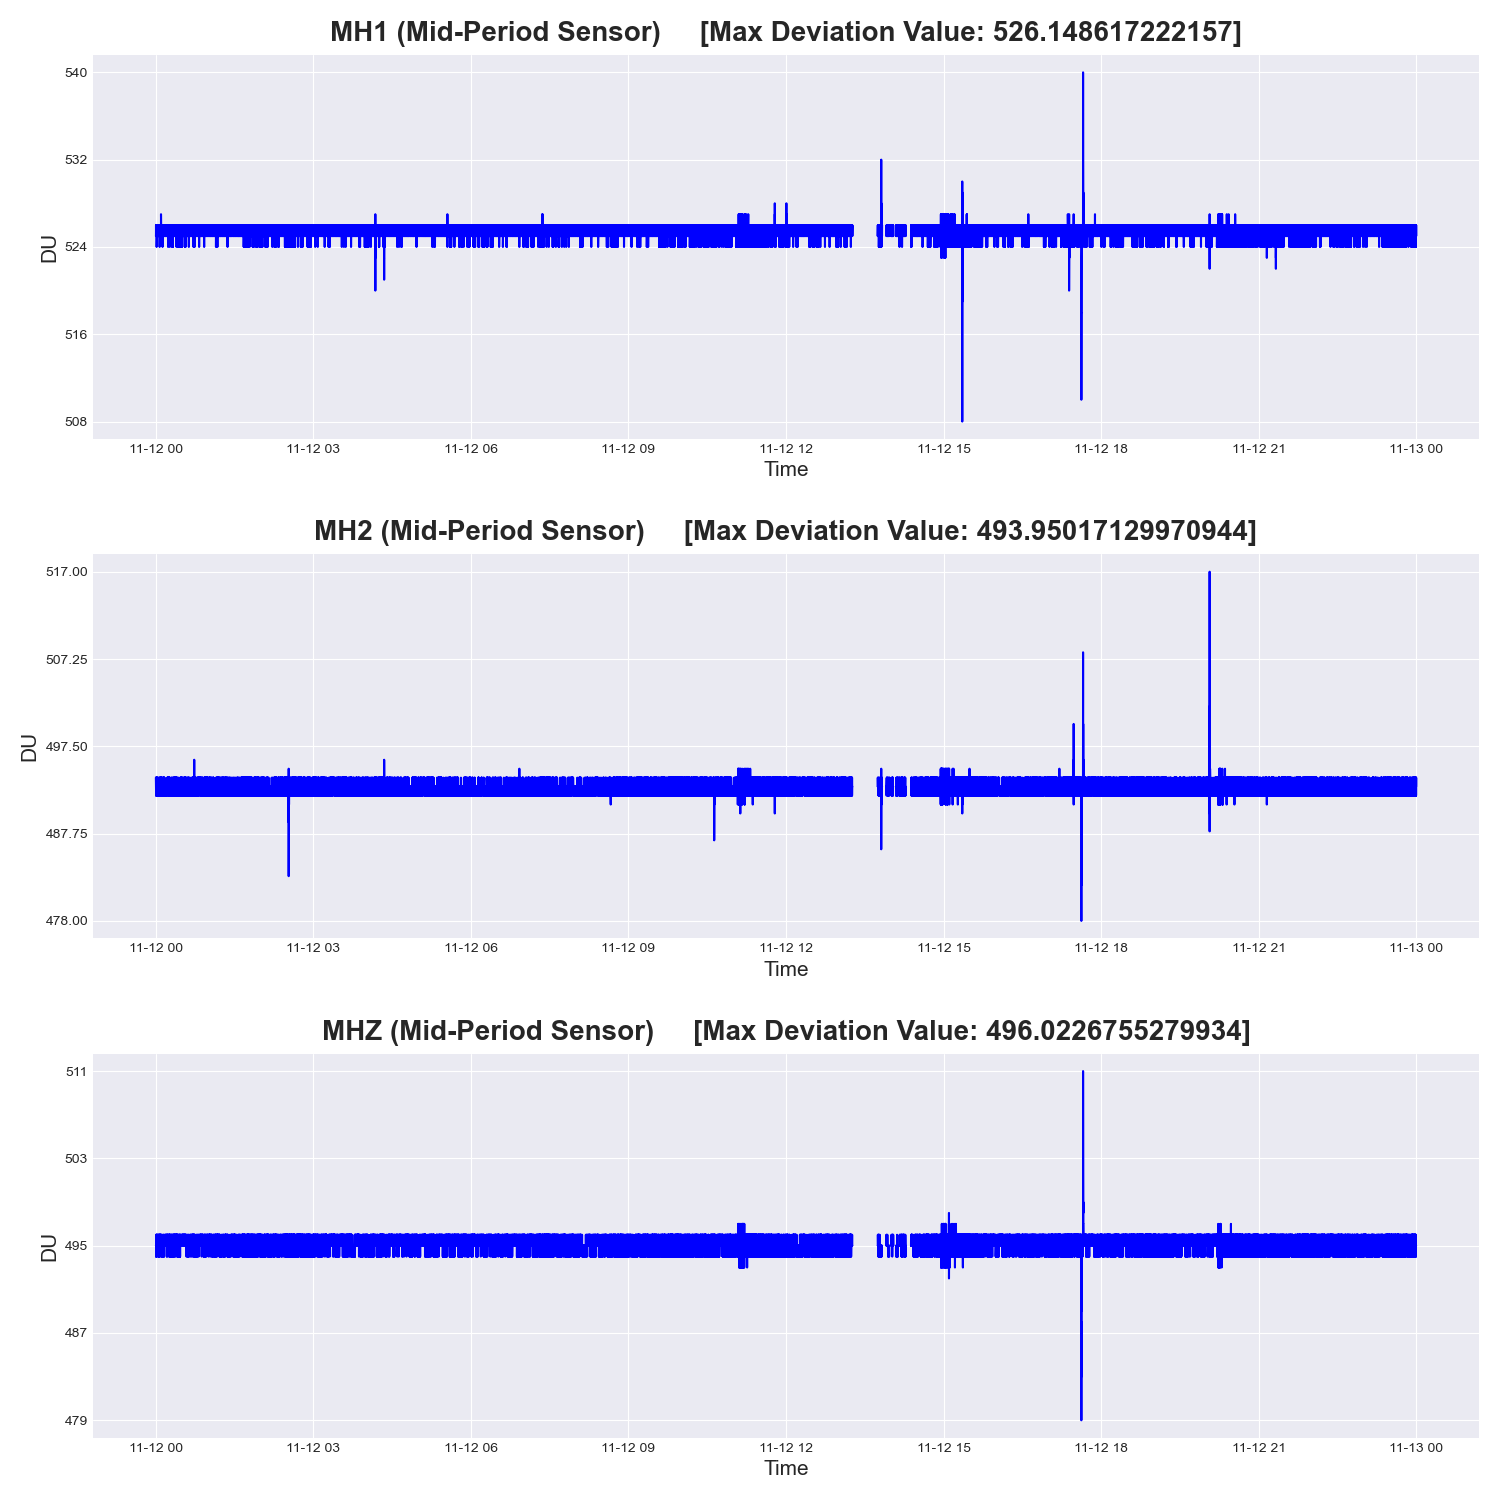 MH1 (Mid-Period Sensor) [Max Deviation Value: 526.148617222157]
540
532
524
516
508
DU
11-12 00 11-12 03 11-12 06 11-12 09 11-12 12 11-12 15 11-12 18 11-12 21 11-13 00
Time
MH2 (Mid-Period Sensor) [Max Deviation Value: 493.95017129970944]
517.00
507.25
497.50
487.75
478.00
DU
11-12 00 11-12 03 11-12 06 11-12 09 11-12 12 11-12 15 11-12 18 11-12 21 11-13 00
Time
MHZ (Mid-Period Sensor) [Max Deviation Value: 496.0226755279934]
511
503
495
487
479
DU
11-12 00 11-12 03 11-12 06 11-12 09 11-12 12 11-12 15 11-12 18 11-12 21 11-13 00
Time